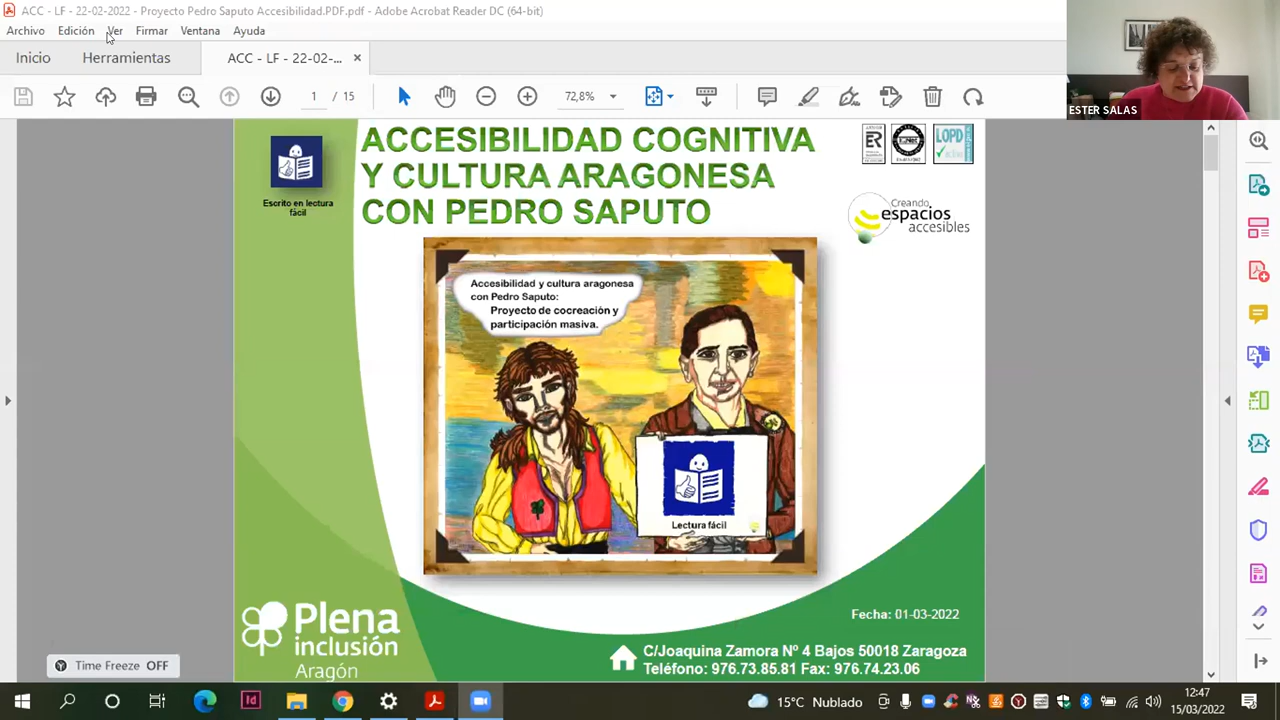 ACC - LF - 22-02-2022 - Proyecto Pedro Saputo Accesibilidad.PDF.pdf - Adobe Acrobat Reader DC (64-bit)
Archivo Edición Ver Firmar Ventana Ayuda
Inicio Herramientas ACC - LF - 22-02-... ×
1 / 15 72,8%
ESTER SALAS
ACCESIBILIDAD COGNITIVA
Y CULTURA ARAGONESA
CON PEDRO SAPUTO
Escrito en lectura
fácil
ER
LOPD
Creando
espacios
accesibles
Accesibilidad y cultura aragonesa
con Pedro Saputo:
Proyecto de cocreación y
participación masiva.
Lectura fácil
Plena
inclusión
Aragón
Fecha: 01-03-2022
C/Joaquina Zamora Nº 4 Bajos 50018 Zaragoza
Teléfono: 976.73.85.81 Fax: 976.74.23.06
Time Freeze OFF
15°C Nublado
12:47
15/03/2022